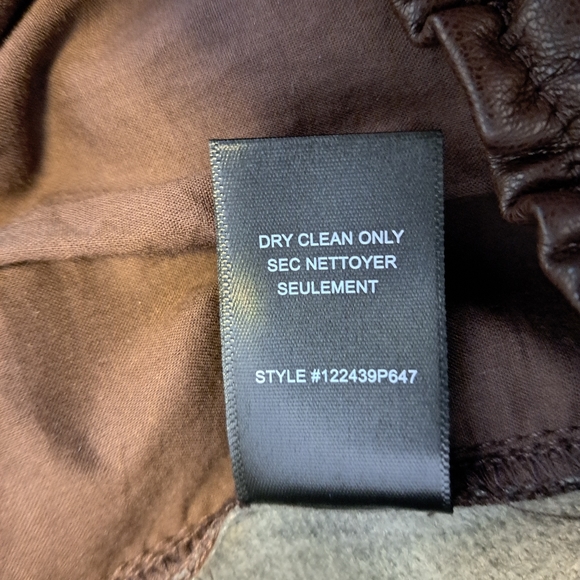 DRY CLEAN ONLY
SEC NETTOYER
SEULEMENT
STYLE #122439P647